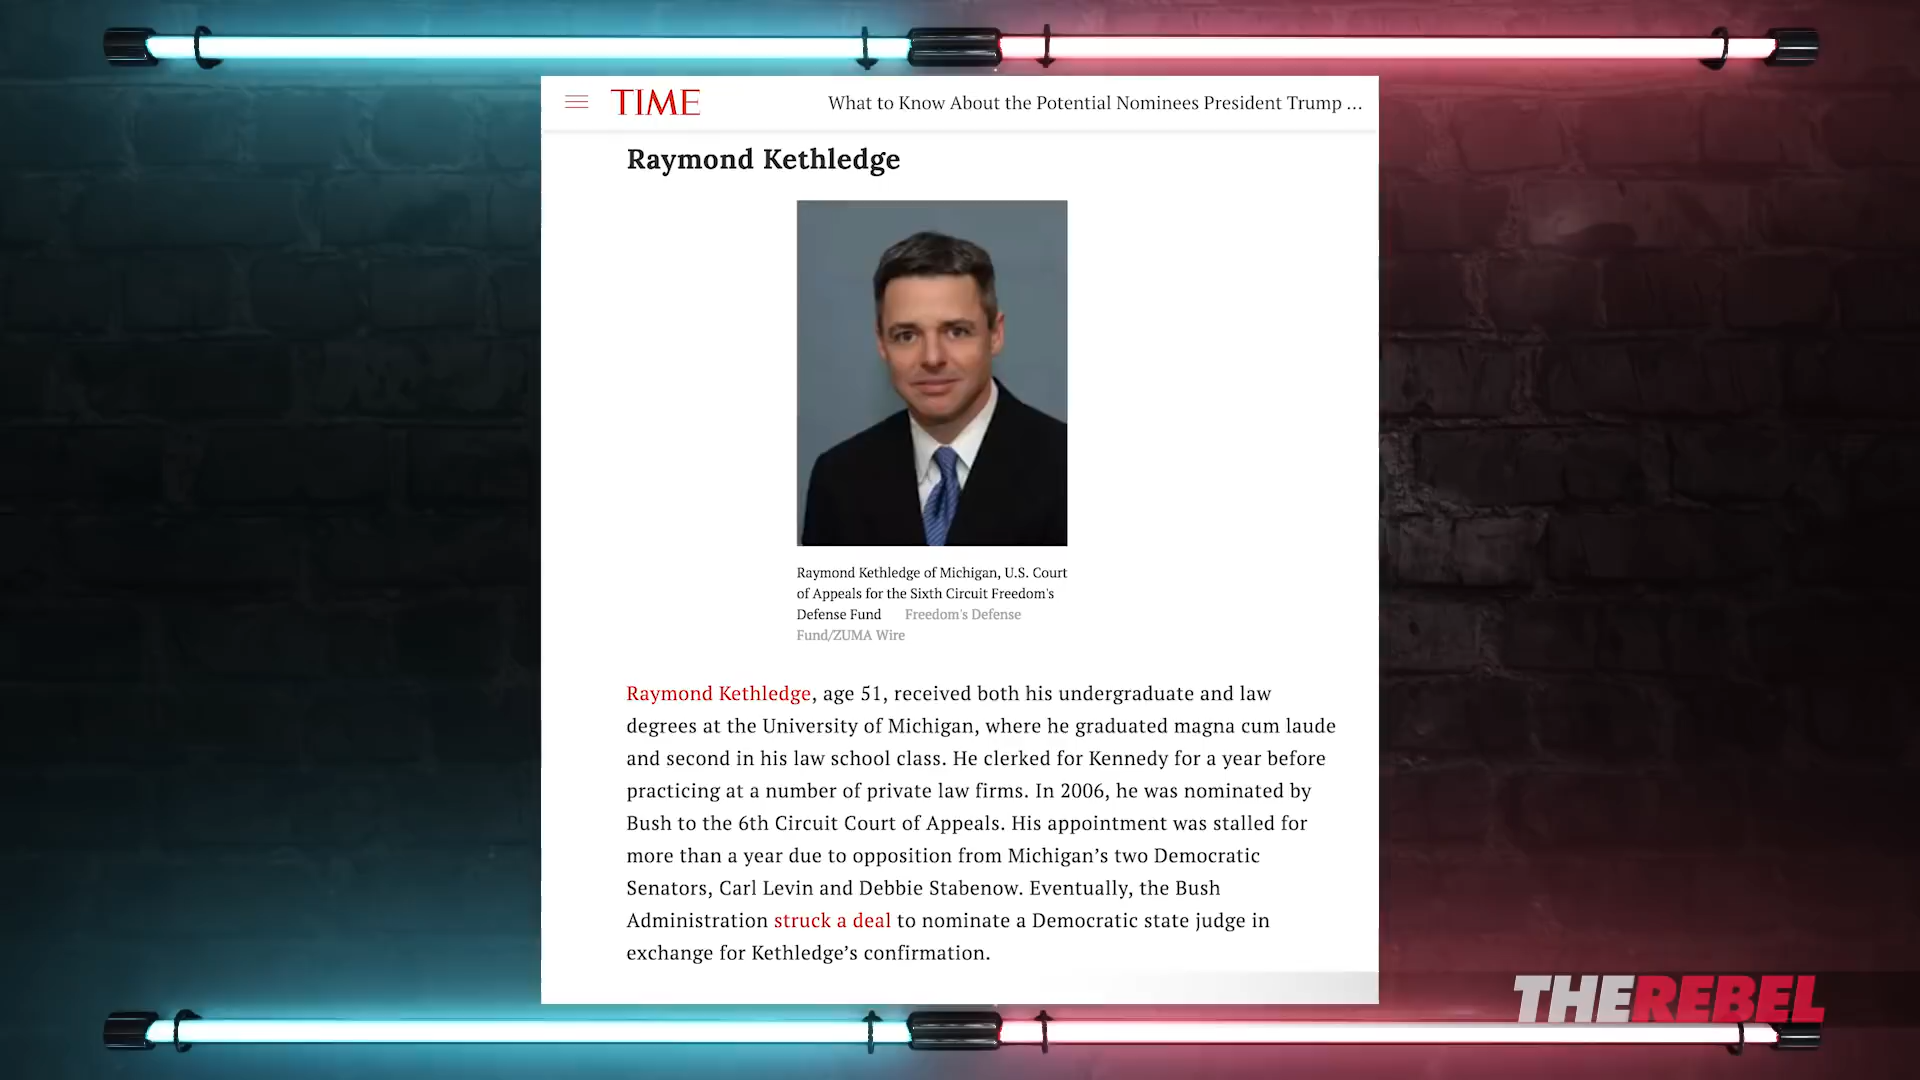 TIME
What to Know About the Potential Nominees President Trump ...
Raymond Kethledge
Raymond Kethledge of Michigan, U.S. Court
of Appeals for the Sixth Circuit Freedom's
Defense Fund Freedom's Defense
Fund/ZUMA Wire
Raymond Kethledge, age 51, received both his undergraduate and law
degrees at the University of Michigan, where he graduated magna cum laude
and second in his law school class. He clerked for Kennedy for a year before
practicing at a number of private law firms. In 2006, he was nominated by
Bush to the 6th Circuit Court of Appeals. His appointment was stalled for
more than a year due to opposition from Michigan’s two Democratic
Senators, Carl Levin and Debbie Stabenow. Eventually, the Bush
Administration struck a deal to nominate a Democratic state judge in
exchange for Kethledge’s confirmation.
THEREBEL